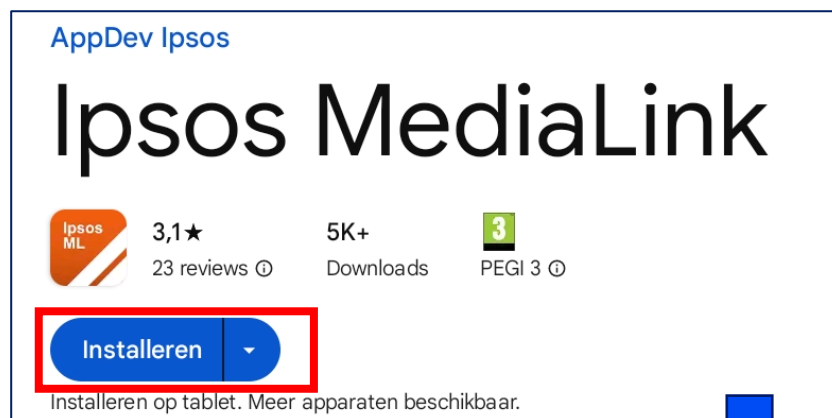 AppDev Ipsos
Ipsos MediaLink
Ipsos
ML
3,1★
23 reviews
5K+
Downloads
3
PEGI 3
Installeren
Installeren op tablet. Meer apparaten beschikbaar.